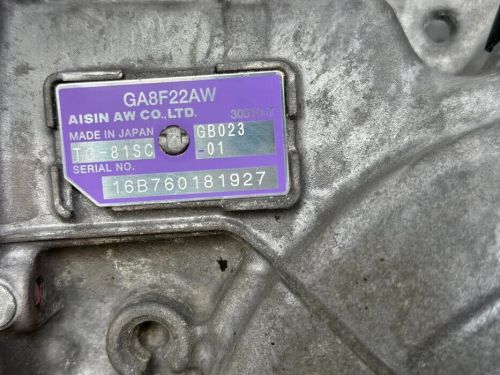 GA8F22AW
AISIN AW CO.,LTD.
MADE IN JAPAN GB023
TG-81SC -01
SERIAL NO.
16B760181927